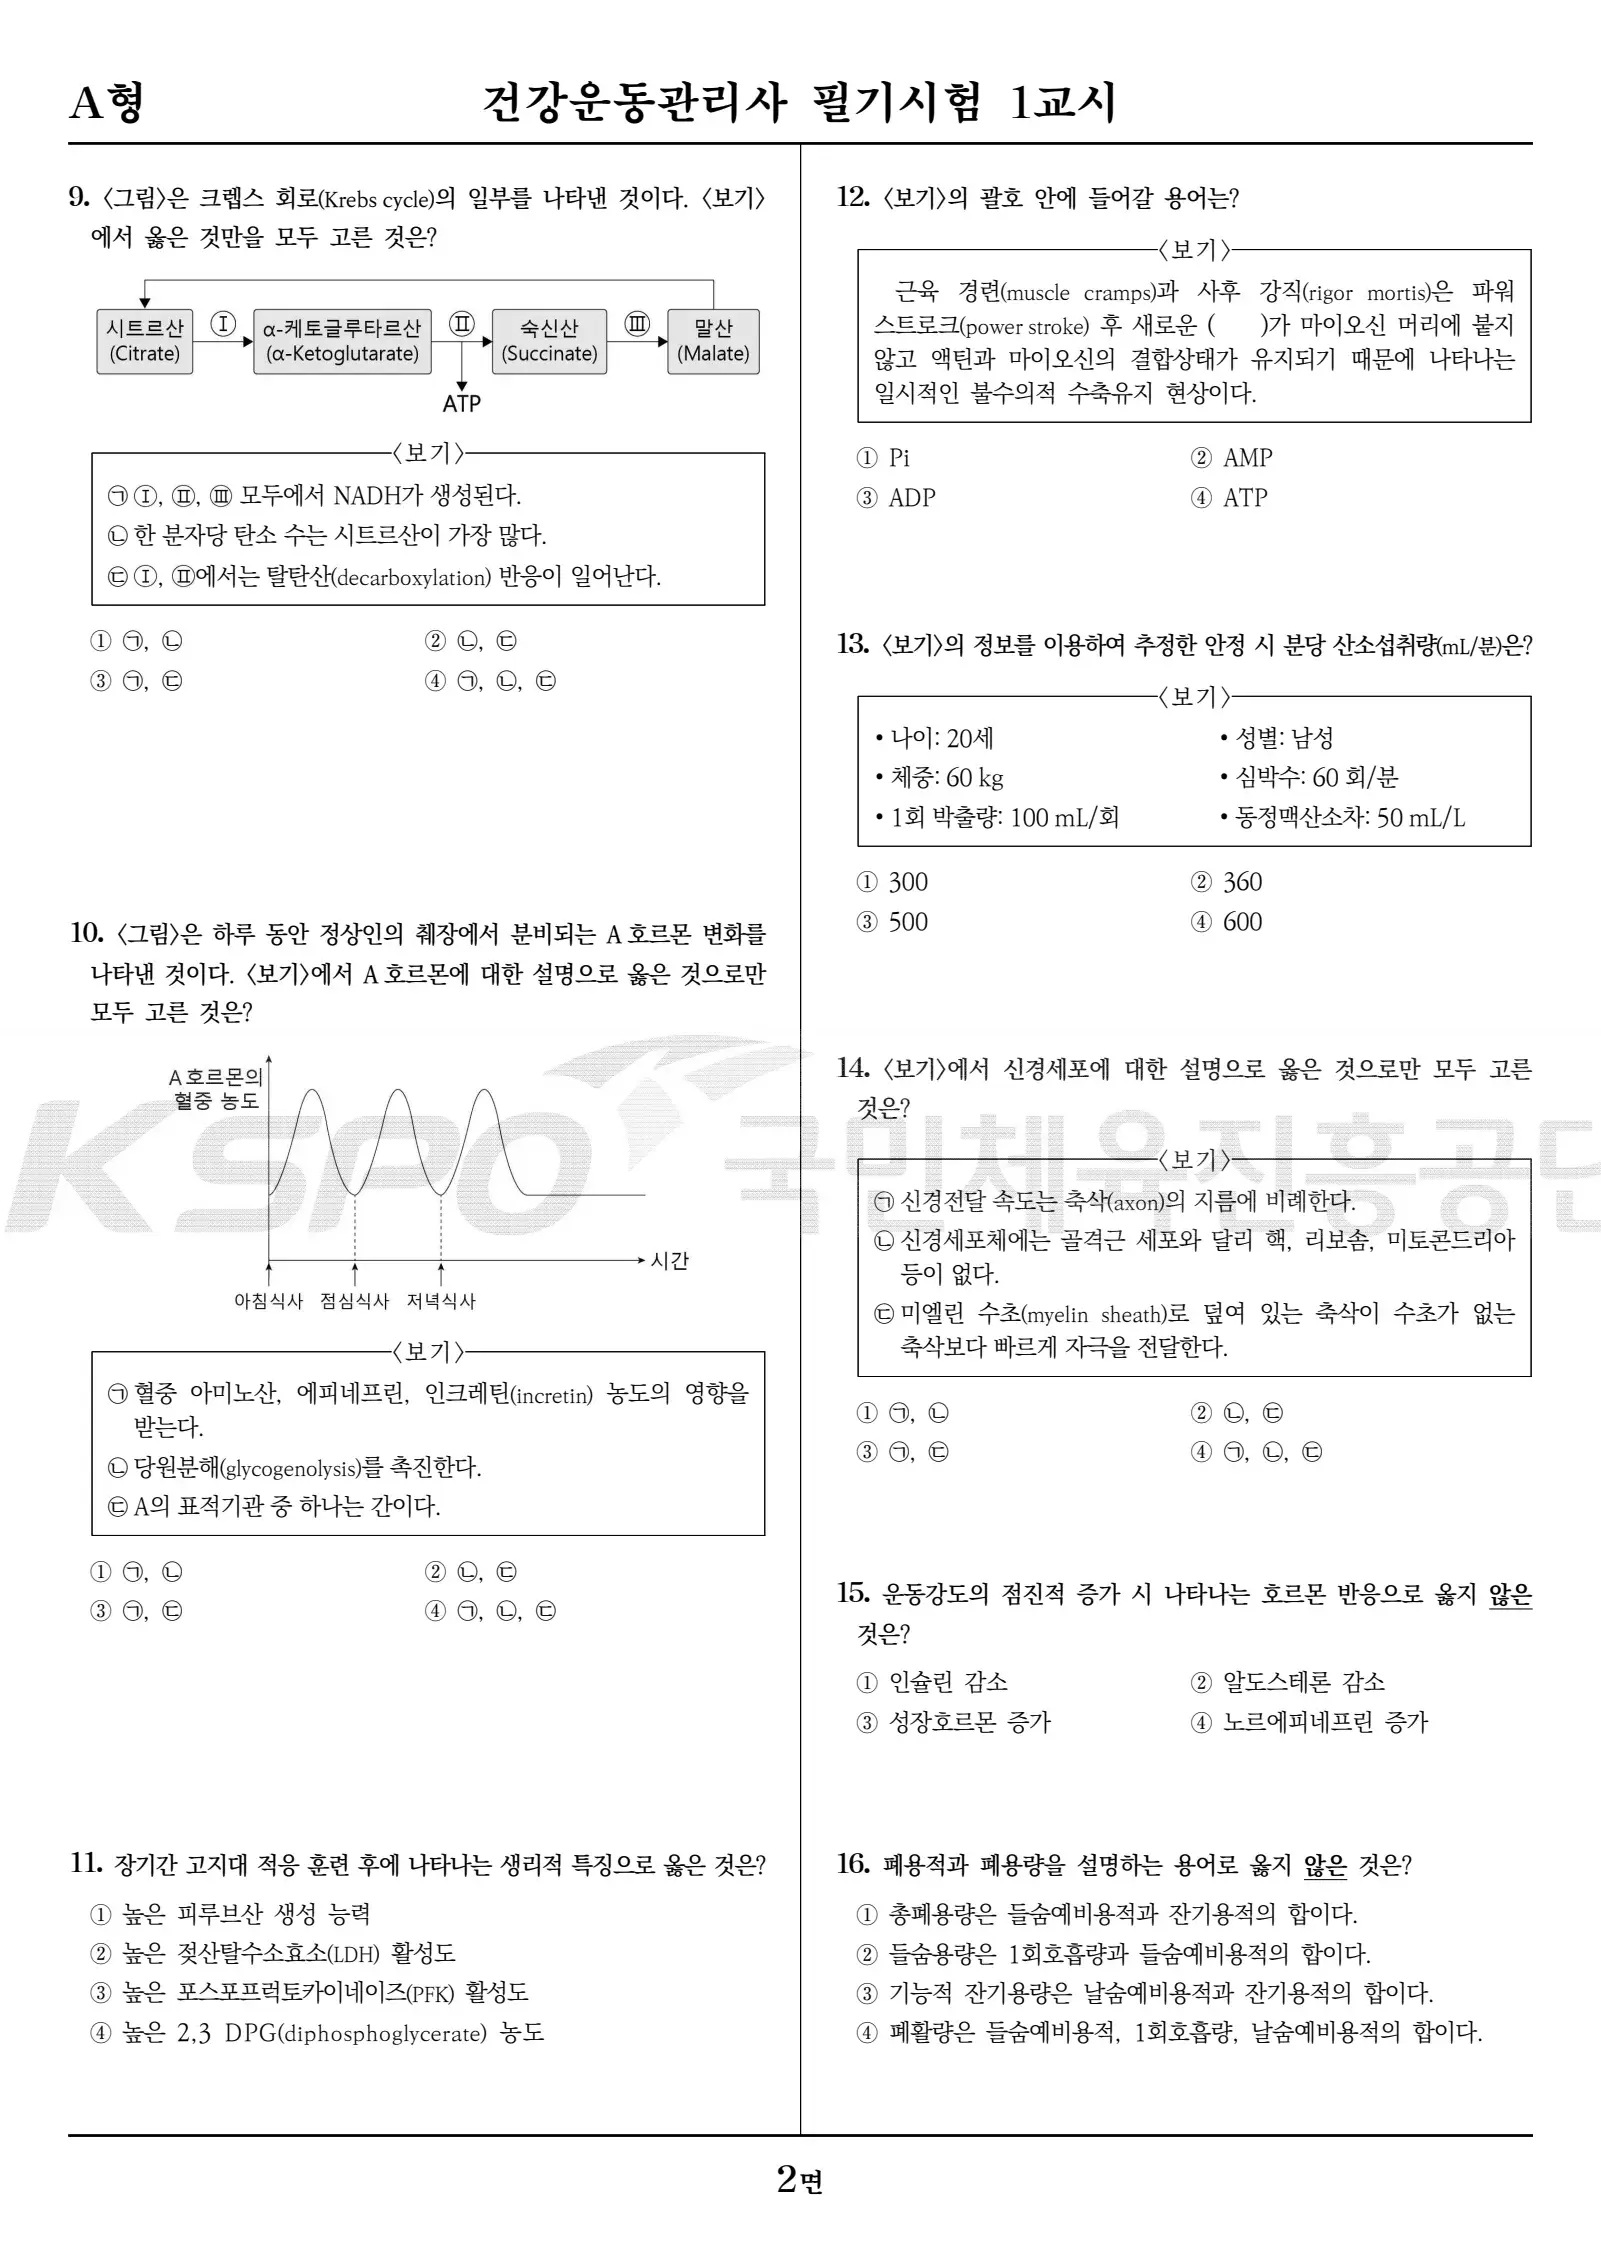 A형
건강운동관리사 필기시험 1교시
9. 〈그림〉은 크렙스 회로(Krebs cycle)의 일부를 나타낸 것이다. 〈보기〉
에서 옳은 것만을 모두 고른 것은?
시트르산
(Citrate)
Ⅰ
α-케토글루타르산
(α-Ketoglutarate)
Ⅱ
숙신산
(Succinate)
Ⅲ
말산
(Malate)
ATP
〈보기〉
㉠ Ⅰ, Ⅱ, Ⅲ 모두에서 NADH가 생성된다.
㉡ 한 분자당 탄소 수는 시트르산이 가장 많다.
㉢ Ⅰ, Ⅱ에서는 탈탄산(decarboxylation) 반응이 일어난다.
① ㉠, ㉡ ② ㉡, ㉢
③ ㉠, ㉢ ④ ㉠, ㉡, ㉢
10. 〈그림〉은 하루 동안 정상인의 췌장에서 분비되는 A 호르몬 변화를
나타낸 것이다. 〈보기〉에서 A 호르몬에 대한 설명으로 옳은 것으로만
모두 고른 것은?
A 호르몬의
혈중 농도
시간
아침식사 점심식사 저녁식사
〈보기〉
㉠ 혈중 아미노산, 에피네프린, 인크레틴(incretin) 농도의 영향을
받는다.
㉡ 당원분해(glycogenolysis)를 촉진한다.
㉢ A의 표적기관 중 하나는 간이다.
① ㉠, ㉡ ② ㉡, ㉢
③ ㉠, ㉢ ④ ㉠, ㉡, ㉢
11. 장기간 고지대 적응 훈련 후에 나타나는 생리적 특징으로 옳은 것은?
① 높은 피루브산 생성 능력
② 높은 젖산탈수소효소(LDH) 활성도
③ 높은 포스포프럭토카이네이즈(PFK) 활성도
④ 높은 2,3 DPG(diphosphoglycerate) 농도
12. 〈보기〉의 괄호 안에 들어갈 용어는?
〈보기〉
근육 경련(muscle cramps)과 사후 강직(rigor mortis)은 파워
스트로크(power stroke) 후 새로운 ( )가 마이오신 머리에 붙지
않고 액틴과 마이오신의 결합상태가 유지되기 때문에 나타나는
일시적인 불수의적 수축유지 현상이다.
① Pi ② AMP
③ ADP ④ ATP
13. 〈보기〉의 정보를 이용하여 추정한 안정 시 분당 산소섭취량(mL/분)은?
〈보기〉
• 나이: 20세 • 성별: 남성
• 체중: 60 kg • 심박수: 60 회/분
• 1회 박출량: 100 mL/회 • 동정맥산소차: 50 mL/L
① 300 ② 360
③ 500 ④ 600
14. 〈보기〉에서 신경세포에 대한 설명으로 옳은 것으로만 모두 고른
것은?
〈보기〉
㉠ 신경전달 속도는 축삭(axon)의 지름에 비례한다.
㉡ 신경세포체에는 골격근 세포와 달리 핵, 리보솜, 미토콘드리아
등이 없다.
㉢ 미엘린 수초(myelin sheath)로 덮여 있는 축삭이 수초가 없는
축삭보다 빠르게 자극을 전달한다.
① ㉠, ㉡ ② ㉡, ㉢
③ ㉠, ㉢ ④ ㉠, ㉡, ㉢
15. 운동강도의 점진적 증가 시 나타나는 호르몬 반응으로 옳지 않은
것은?
① 인슐린 감소 ② 알도스테론 감소
③ 성장호르몬 증가 ④ 노르에피네프린 증가
16. 폐용적과 폐용량을 설명하는 용어로 옳지 않은 것은?
① 총폐용량은 들숨예비용적과 잔기용적의 합이다.
② 들숨용량은 1회호흡량과 들숨예비용적의 합이다.
③ 기능적 잔기용량은 날숨예비용적과 잔기용적의 합이다.
④ 폐활량은 들숨예비용적, 1회호흡량, 날숨예비용적의 합이다.
KSPO 국민체육진흥공단
2면